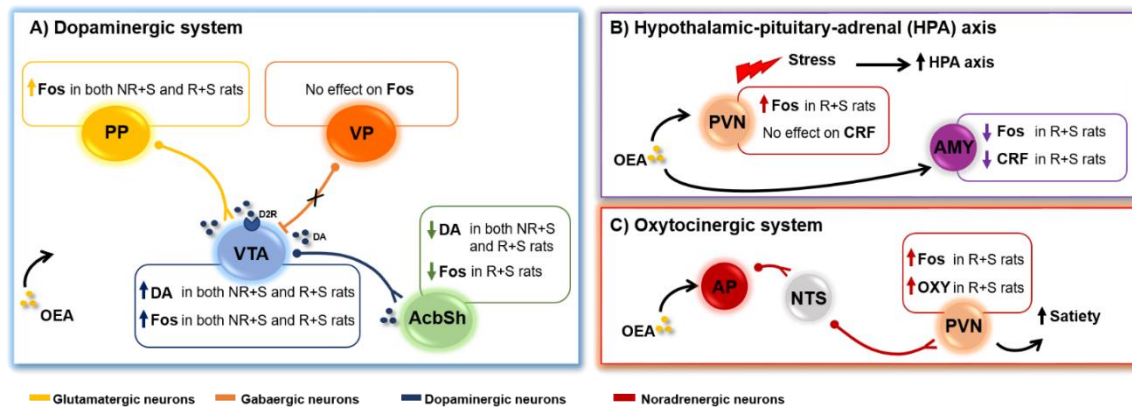 A) Dopaminergic system
↑Fos in both NR+S and R+S rats
PP
No effect on Fos
VP
D2R
DA
VTA
↓DA in both NR+S
and R+S rats
↓Fos in R+S rats
↑DA in both NR+S and R+S rats
↑Fos in both NR+S and R+S rats
AcbSh
OEA
B) Hypothalamic-pituitary-adrenal (HPA) axis
Stress
↑HPA axis
PVN
↑Fos in R+S rats
No effect on CRF
OEA
AMY
↓Fos in R+S rats
↓CRF in R+S rats
C) Oxytocinergic system
AP
NTS
OEA
↑Fos in R+S rats
↑OXY in R+S rats
PVN
↑Satiety
Glutamatergic neurons
Gabaergic neurons
Dopaminergic neurons
Noradrenergic neurons